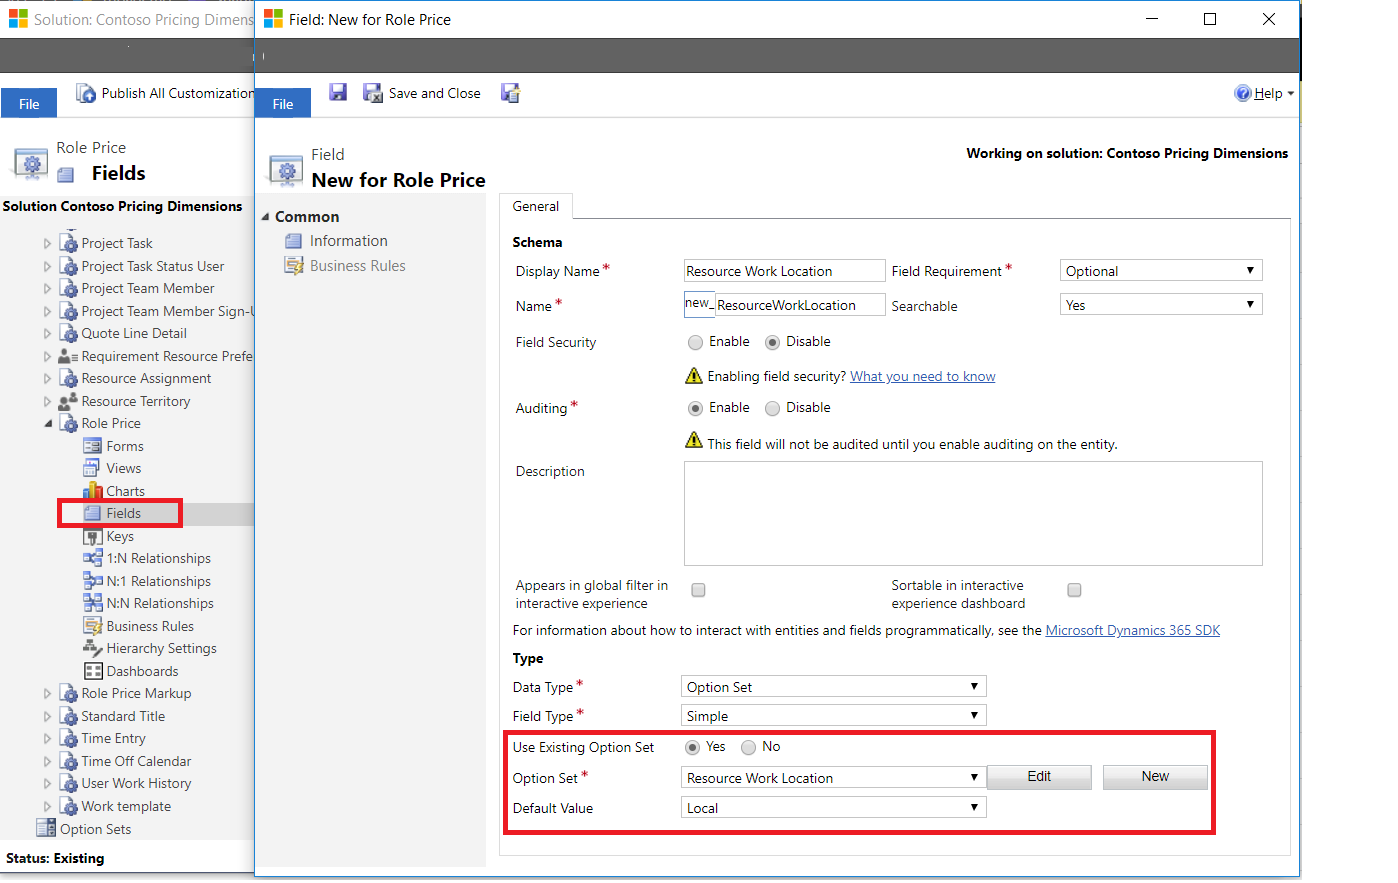 Solution: Contoso Pricing Dimens
Field: New for Role Price
File
Publish All Customization
File
Save and Close
Help
Role Price
Fields
Solution Contoso Pricing Dimensions
Project Task
Project Task Status User
Project Team Member
Project Team Member Sign-U
Quote Line Detail
Requirement Resource Prefe
Resource Assignment
Resource Territory
Role Price
Forms
Views
Charts
Fields
Keys
1:N Relationships
N:1 Relationships
N:N Relationships
Business Rules
Hierarchy Settings
Dashboards
Role Price Markup
Standard Title
Time Entry
Time Off Calendar
User Work History
Work template
Option Sets
Status: Existing
Field
New for Role Price
Working on solution: Contoso Pricing Dimensions
Common
Information
Business Rules
General
Schema
Display Name* Resource Work Location Field Requirement* Optional
Name* new_ ResourceWorkLocation Searchable Yes
Field Security Enable Disable
Enabling field security? What you need to know
Auditing* Enable Disable
This field will not be audited until you enable auditing on the entity.
Description
Appears in global filter in
interactive experience
Sortable in interactive
experience dashboard
For information about how to interact with entities and fields programmatically, see the Microsoft Dynamics 365 SDK
Type
Data Type* Option Set
Field Type* Simple
Use Existing Option Set Yes No
Option Set* Resource Work Location Edit New
Default Value Local